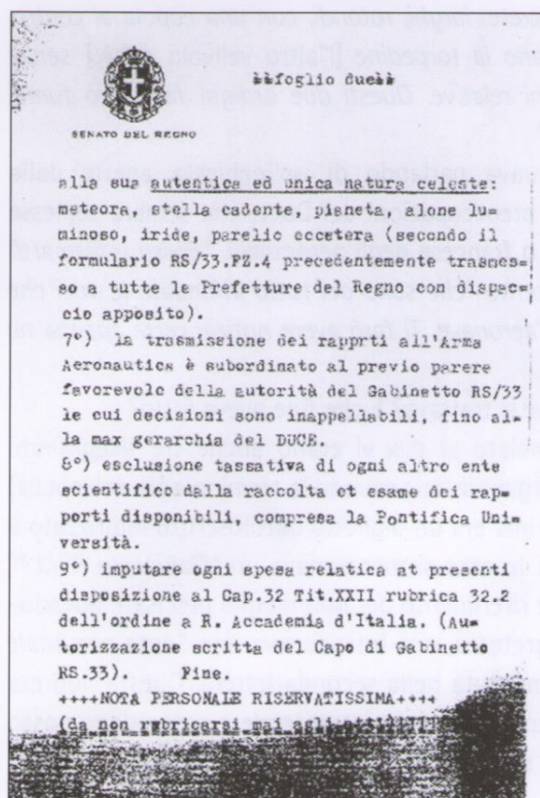 foglio due
SENATO DEL REGNO
alla sua autentica ed unica natura celeste:
meteora, stella cadente, pianeta, alone lu-
minoso, iride, parelio eccetera (secondo il
formulario RS/33.FZ.4 precedentemente trasmes-
so a tutte le Prefetture del Regno con dispac-
cio apposito).
7°) la trasmissione dei rapprti all'Arma
Aeronautica è subordinato al previo parere
favorevole della autorità del Gabinetto RS/33
le cui decisioni sono inappellabili, fino al-
la max gerarchia del DUCE.
8°) esclusione tassativa di ogni altro ente
scientifico dalla raccolta et esame dei rap-
porti disponibili, compresa la Pontifica Uni-
versità.
9°) imputare ogni spesa relativa at presenti
disposizione al Cap.32 Tit.XXII rubrica 32.2
dell'ordine a R. Accademia d'Italia. (Au-
torizzazione scritta del Capo di Gabinetto
RS.33). Fine.
++++NOTA PERSONALE RISERVATISSIMA++++
(da non rubricarsi